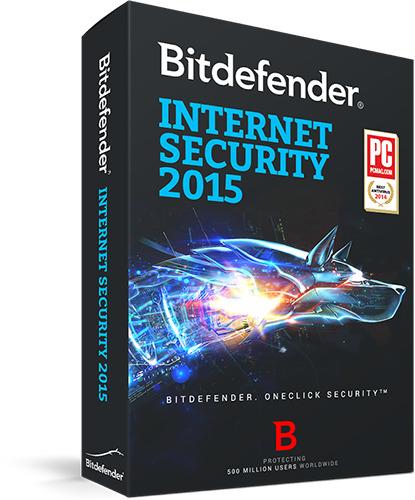 Bitdefender®
INTERNET
SECURITY
2015
PC
PCMAG.COM
BEST
ANTIVIRUS
2014
BITDEFENDER. ONECLICK SECURITY™
B
PROTECTING
500 MILLION USERS WORLDWIDE
Bitdefender® INTERNET SECURITY 2015
Bitdefender